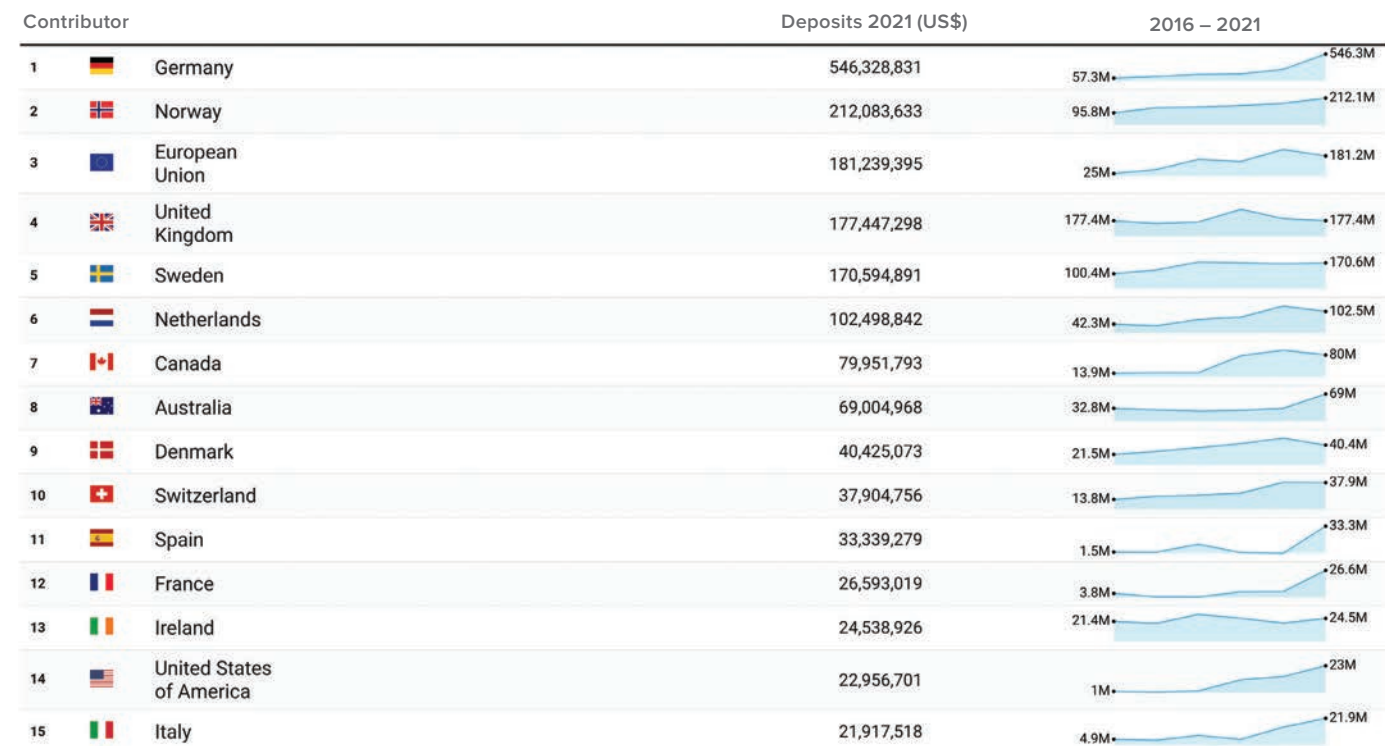 Contributor Deposits 2021 (US$) 2016 – 2021
1 Germany 546,328,831 57.3M 546.3M
2 Norway 212,083,633 95.8M 212.1M
3 European
Union 181,239,395 25M 181.2M
4 United
Kingdom 177,447,298 177.4M 177.4M
5 Sweden 170,594,891 100.4M 170.6M
6 Netherlands 102,498,842 42.3M 102.5M
7 Canada 79,951,793 13.9M 80M
8 Australia 69,004,968 32.8M 69M
9 Denmark 40,425,073 21.5M 40.4M
10 Switzerland 37,904,756 13.8M 37.9M
11 Spain 33,339,279 1.5M 33.3M
12 France 26,593,019 3.8M 26.6M
13 Ireland 24,538,926 21.4M 24.5M
14 United States
of America 22,956,701 1M 23M
15 Italy 21,917,518 4.9M 21.9M